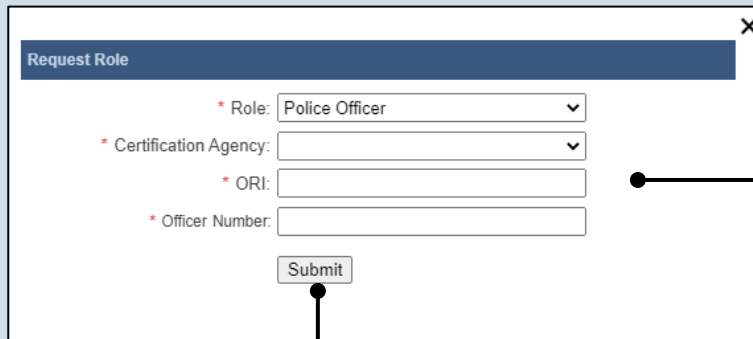 Request Role
* Role: Police Officer
* Certification Agency:
* ORI:
* Officer Number:
Submit